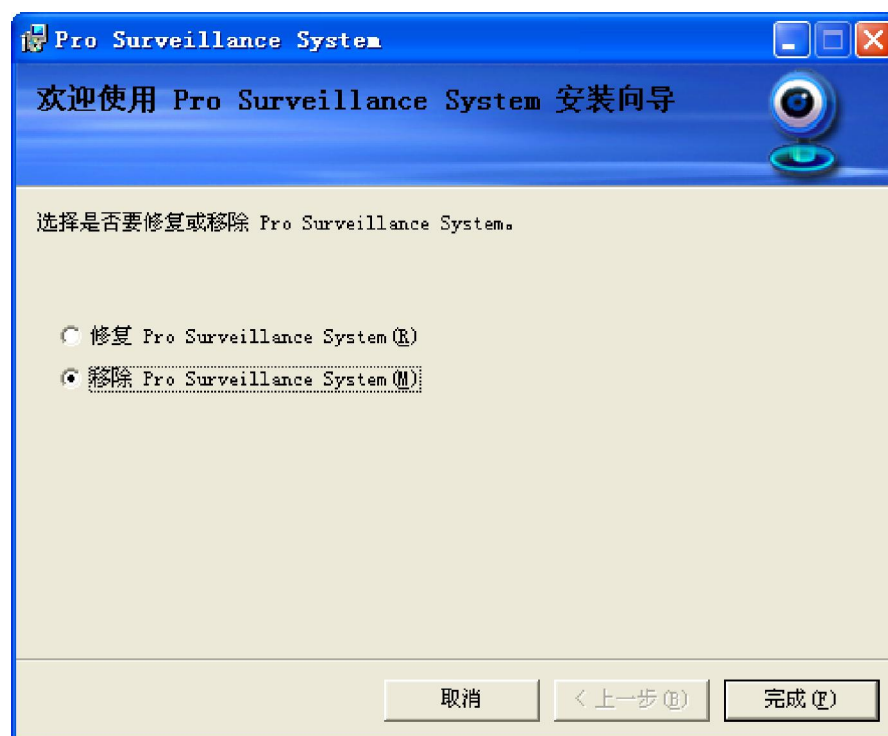 Pro Surveillance System
欢迎使用 Pro Surveillance System 安装向导
选择是否要修复或移除 Pro Surveillance System。
修复 Pro Surveillance System(R)
移除 Pro Surveillance System(M)
取消
< 上一步(B)
完成(F)